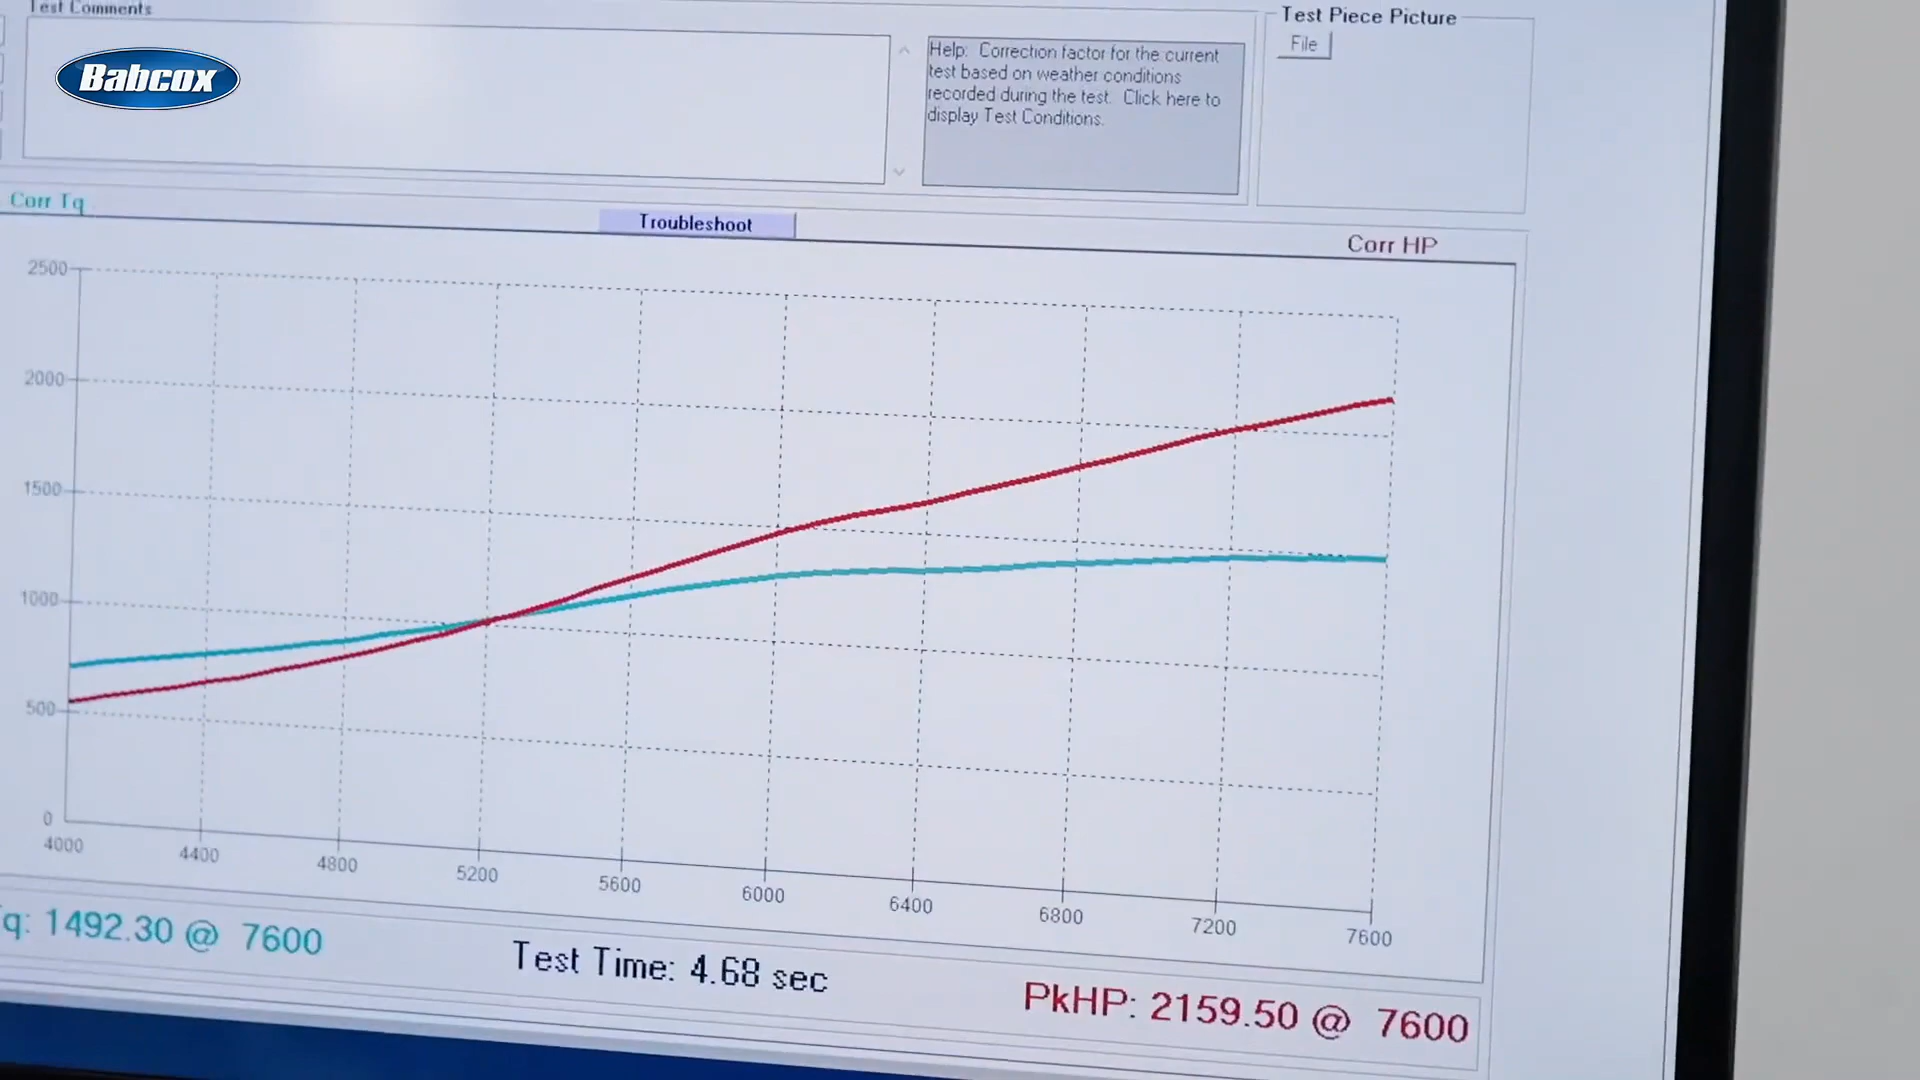 Test Comments
Test Piece Picture
File
Babcox
Help: Correction factor for the current
test based on weather conditions
recorded during the test. Click here to
display Test Conditions.
Corr Tq
Troubleshoot
Corr HP
2500
2000
1500
1000
500
0
4000
4400
4800
5200
5600
6000
6400
6800
7200
7600
q: 1492.30 @ 7600
Test Time: 4.68 sec
PkHP: 2159.50 @ 7600